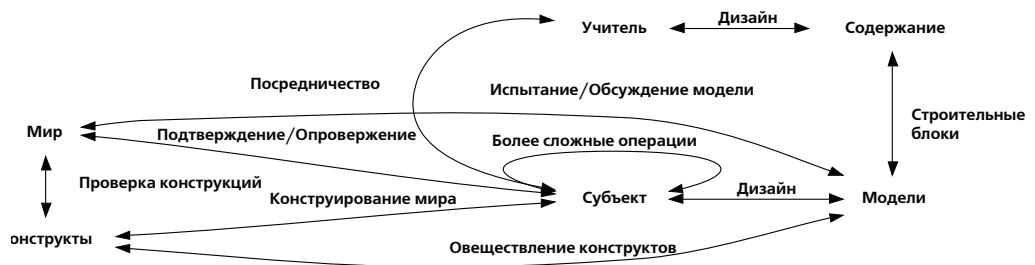 Учитель
Дизайн
Содержание
Посредничество
Испытание/Обсуждение модели
Строительные
блоки
Мир
Подтверждение/Опровержение
Более сложные операции
Проверка конструкций
Конструирование мира
Субъект
Дизайн
Модели
онструкты
Овеществление конструктов